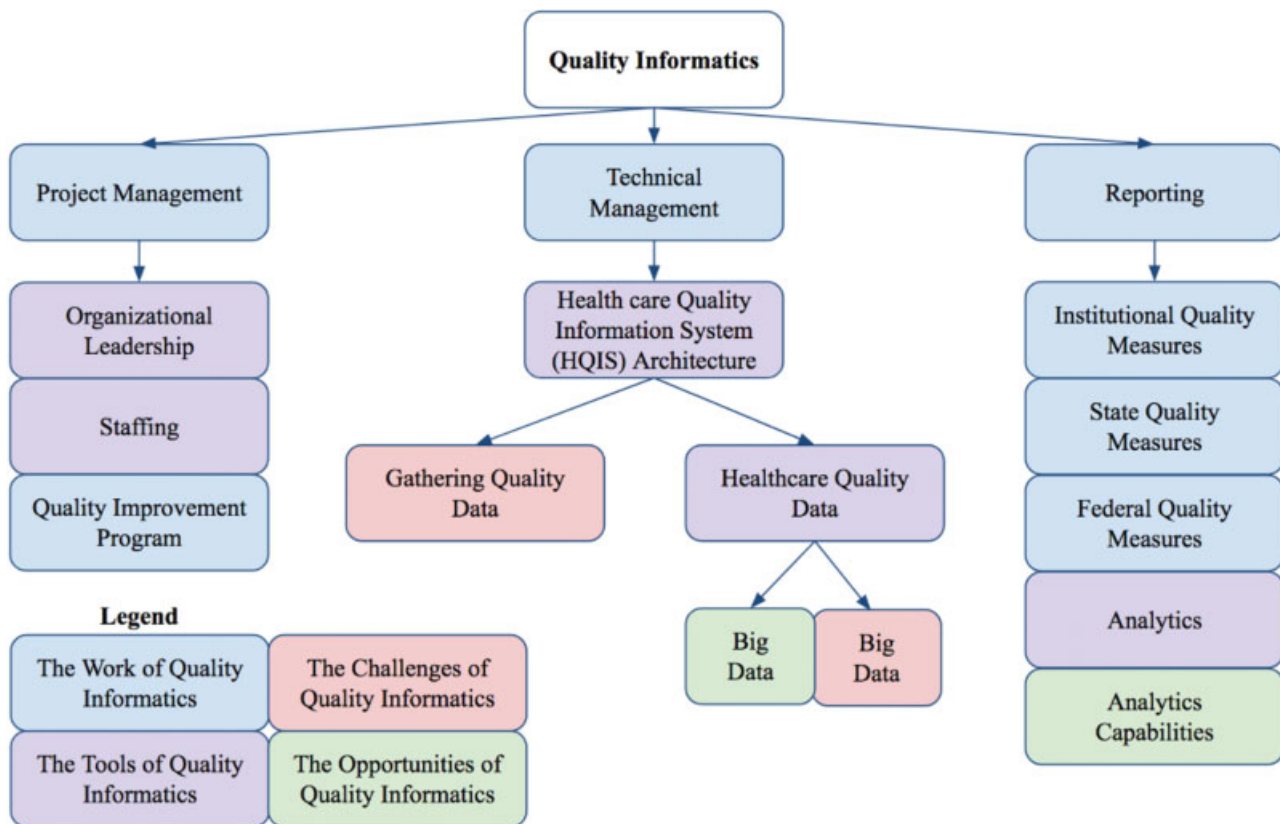 Quality Informatics
Project Management
Technical
Management
Reporting
Organizational
Leadership
Staffing
Quality Improvement
Program
Health care Quality
Information System
(HQIS) Architecture
Gathering Quality
Data
Healthcare Quality
Data
Big
Data
Big
Data
Institutional Quality
Measures
State Quality
Measures
Federal Quality
Measures
Analytics
Analytics
Capabilities
Legend
The Work of Quality
Informatics
The Challenges of
Quality Informatics
The Tools of Quality
Informatics
The Opportunities of
Quality Informatics